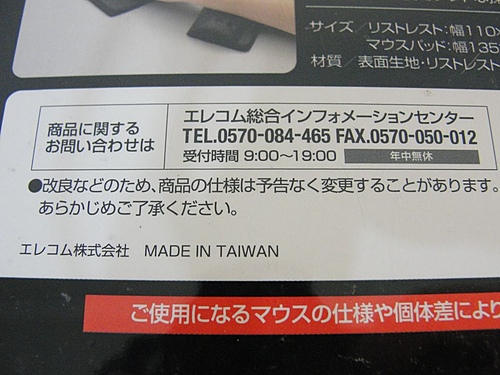 サイズ／リストレスト:幅110×
マウスパッド:幅135
材質／表面生地・リストレスト
商品に関する
お問い合わせは
エレコム総合インフォメーションセンター
TEL.0570-084-465 FAX.0570-050-012
受付時間 9:00～19:00 年中無休
●改良などのため、商品の仕様は予告なく変更することがあります。
あらかじめご了承ください。
エレコム株式会社 MADE IN TAIWAN
ご使用になるマウスの仕様や個体差により